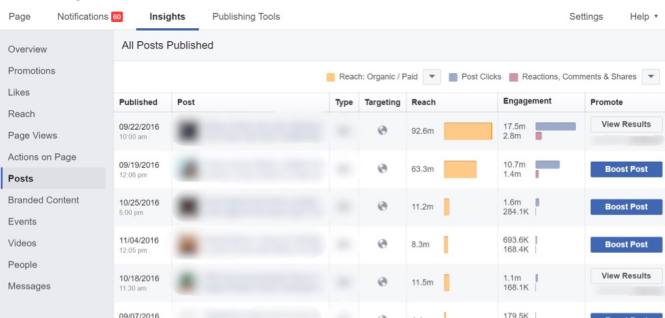 Page Notifications 60 Insights Publishing Tools Settings Help
Overview
Promotions
Likes
Reach
Page Views
Actions on Page
Posts
Branded Content
Events
Videos
People
Messages
All Posts Published
Reach: Organic / Paid Post Clicks Reactions, Comments & Shares
Published Post Type Targeting Reach Engagement Promote
09/22/2016 92.6m 17.5m View Results
10:00 am 2.8m
09/19/2016 63.3m 10.7m Boost Post
12:06 pm 1.4m
10/25/2016 11.2m 1.6m Boost Post
5:00 pm 284.1K
11/04/2016 8.3m 693.6K Boost Post
12:05 pm 168.4K
10/18/2016 11.5m 1.1m View Results
11:30 am 168.1K
09/07/2016 179.5K